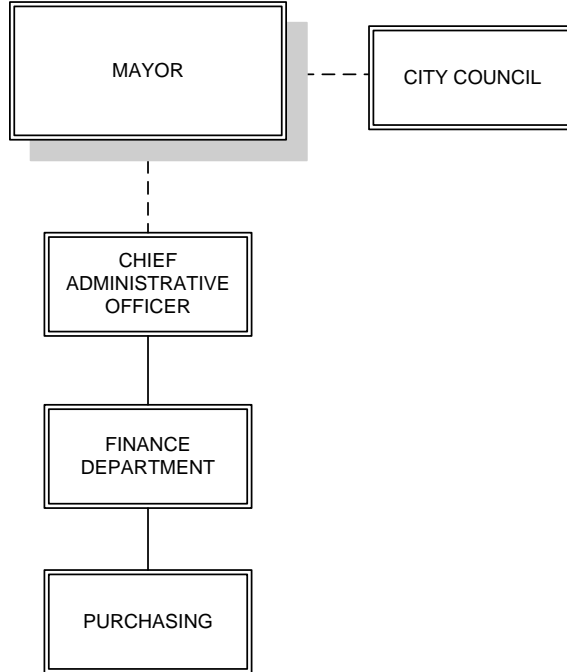 MAYOR
CITY COUNCIL
CHIEF
ADMINISTRATIVE
OFFICER
FINANCE
DEPARTMENT
PURCHASING